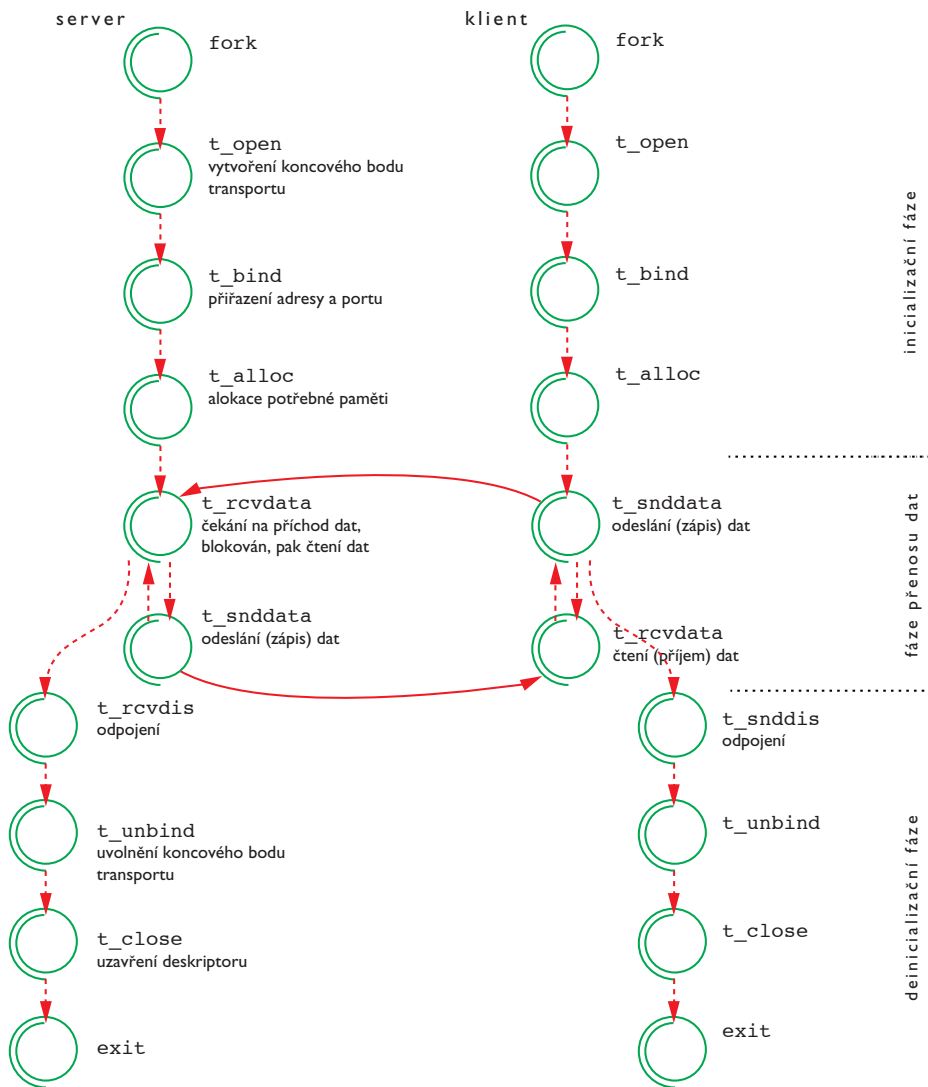 server
fork
t_open
vytvoření koncového bodu
transportu
t_bind
přiřazení adresy a portu
t_alloc
alokace potřebné paměti
t_rcvdata
čekání na příchod dat,
blokován, pak čtení dat
t_snddata
odeslání (zápis) dat
t_rcvdis
odpojení
t_unbind
uvolnění koncového bodu
transportu
t_close
uzavření deskriptoru
exit
klient
fork
t_open
t_bind
t_alloc
t_snddata
odeslání (zápis) dat
t_rcvdata
čtení (příjem) dat
t_snddis
odpojení
t_unbind
t_close
exit
inicializační fáze
fáze přenosu dat
deinicializační fáze